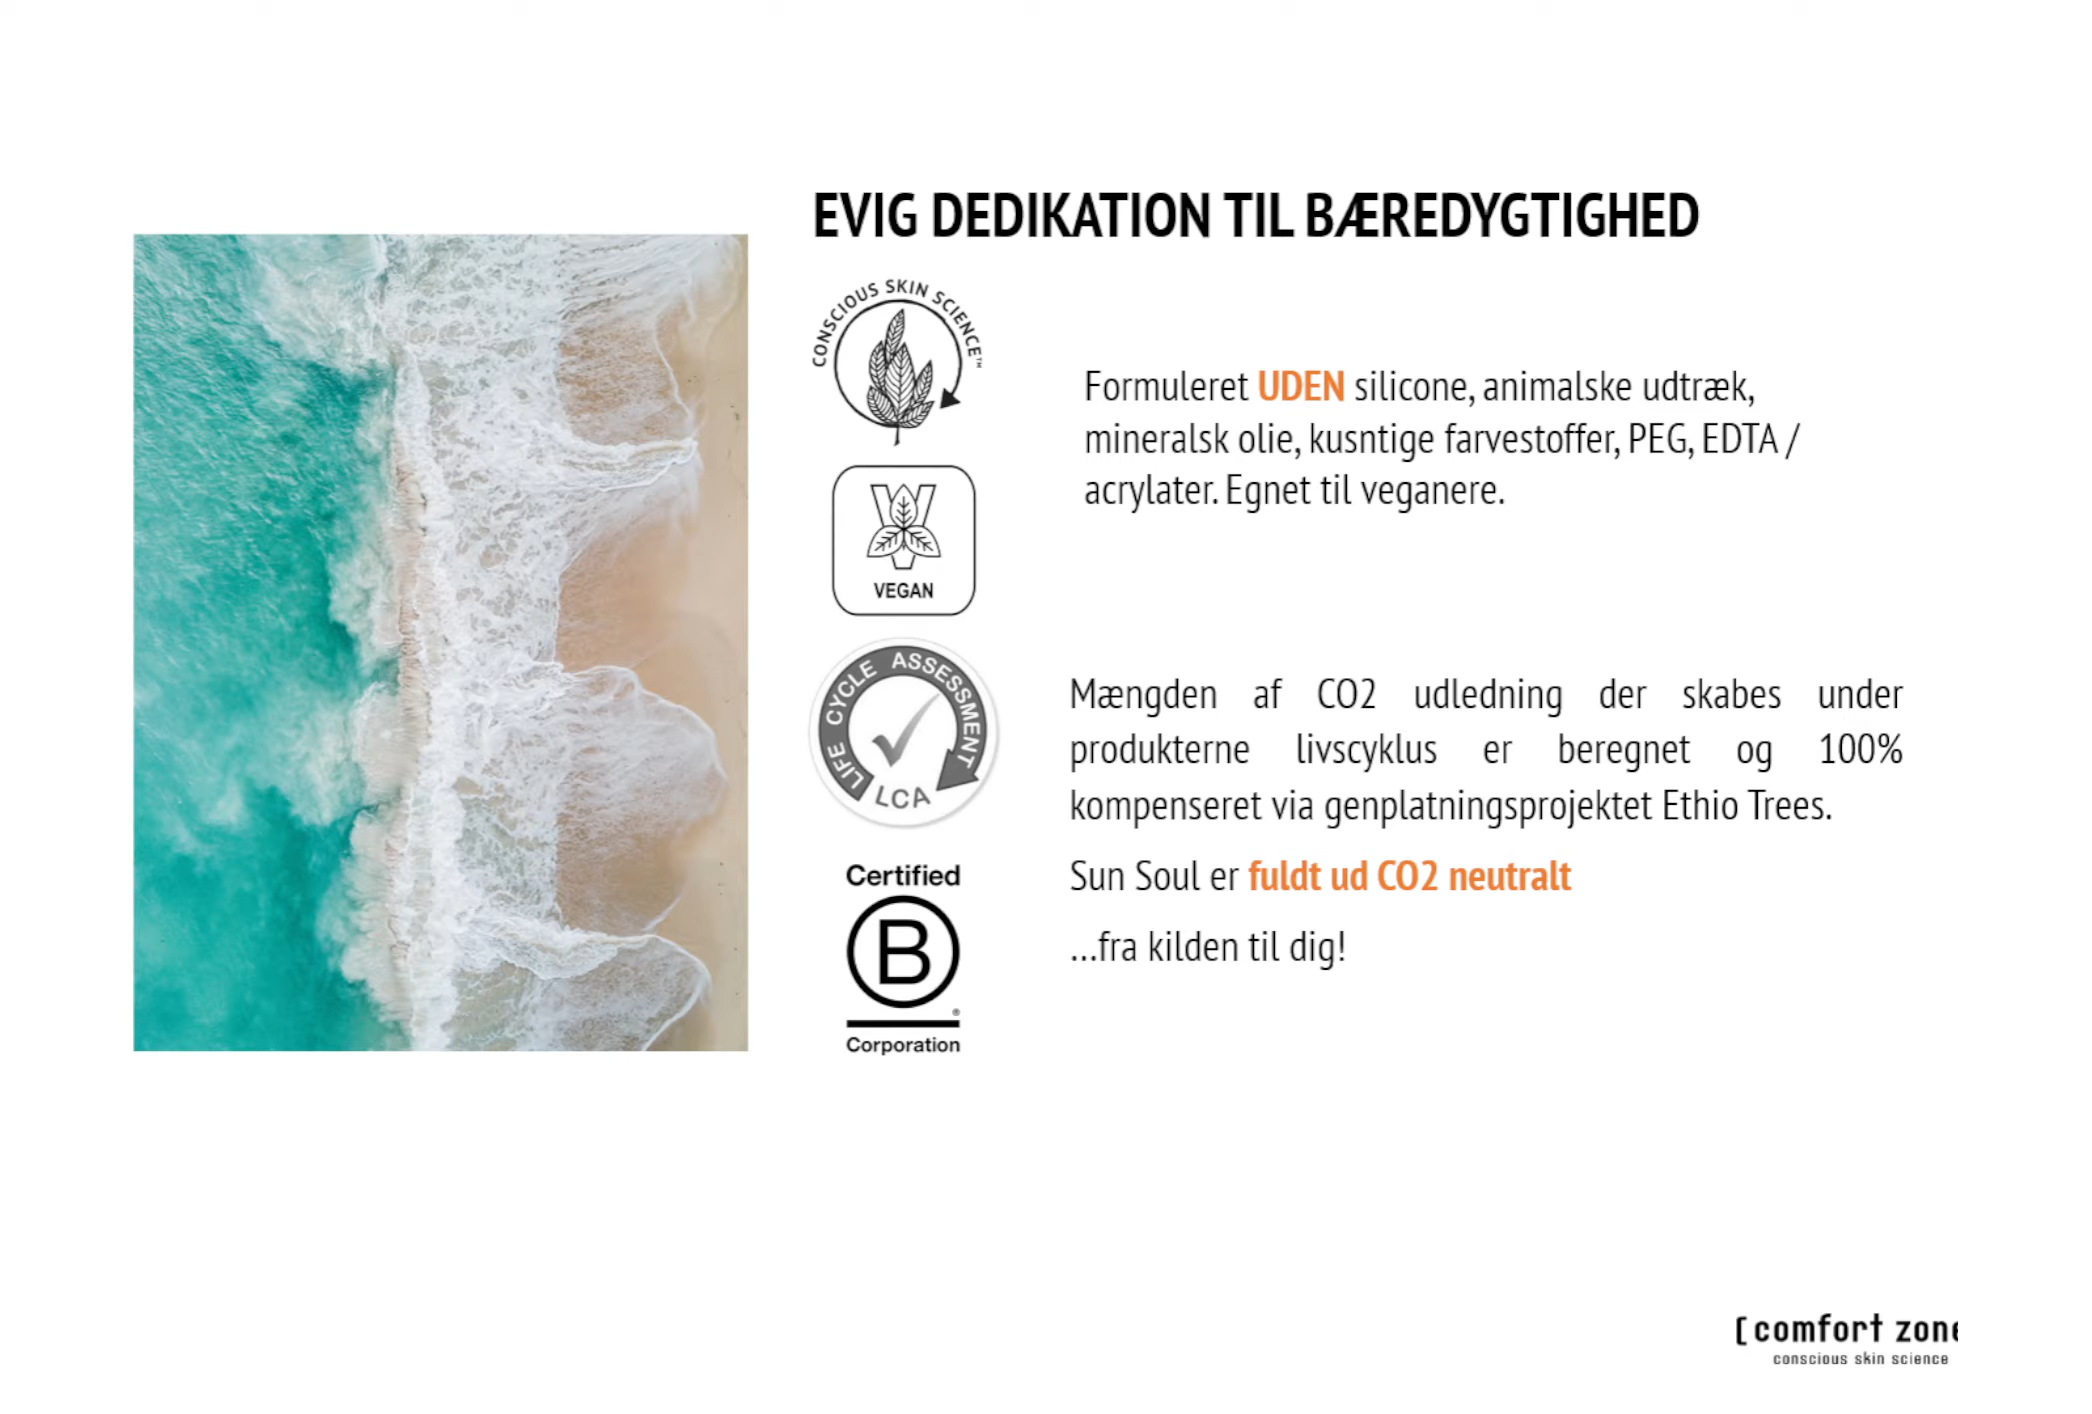 EVIG DEDIKATION TIL BÆREDYGTIGHED
CONSCIOUS SKIN SCIENCE™
Formuleret UDEN silicone, animalske udtræk,
mineralsk olie, kusntige farvestoffer, PEG, EDTA /
acrylater. Egnet til veganere.
VEGAN
LIFE CYCLE ASSESSMENT
LCA
Mængden af CO2 udledning der skabes under
produkterne livscyklus er beregnet og 100%
kompenseret via genplatningsprojektet Ethio Trees.
Sun Soul er fuldt ud CO2 neutralt
...fra kilden til dig!
Certified
B
®
Corporation
[ comfort zone
conscious skin science